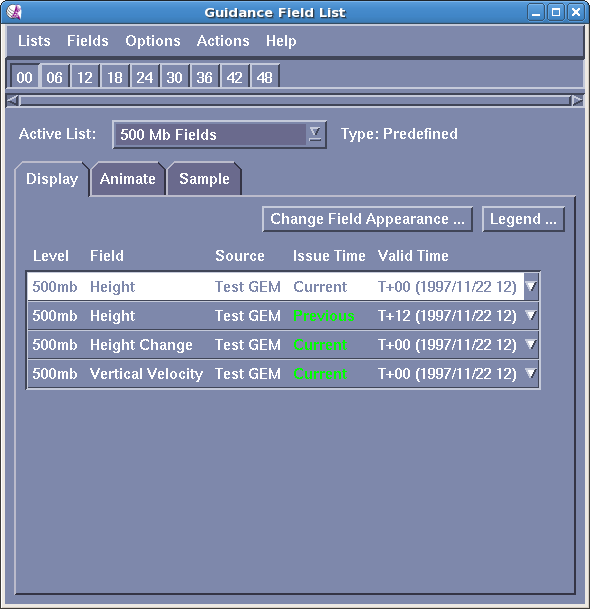 Guidance Field List
Lists Fields Options Actions Help
00 06 12 18 24 30 36 42 48
Active List: 500 Mb Fields Type: Predefined
Display Animate Sample
Change Field Appearance ... Legend ...
Level Field Source Issue Time Valid Time
500mb Height Test GEM Current T+00 (1997/11/22 12)
500mb Height Test GEM Previous T+12 (1997/11/22 12)
500mb Height Change Test GEM Current T+00 (1997/11/22 12)
500mb Vertical Velocity Test GEM Current T+00 (1997/11/22 12)